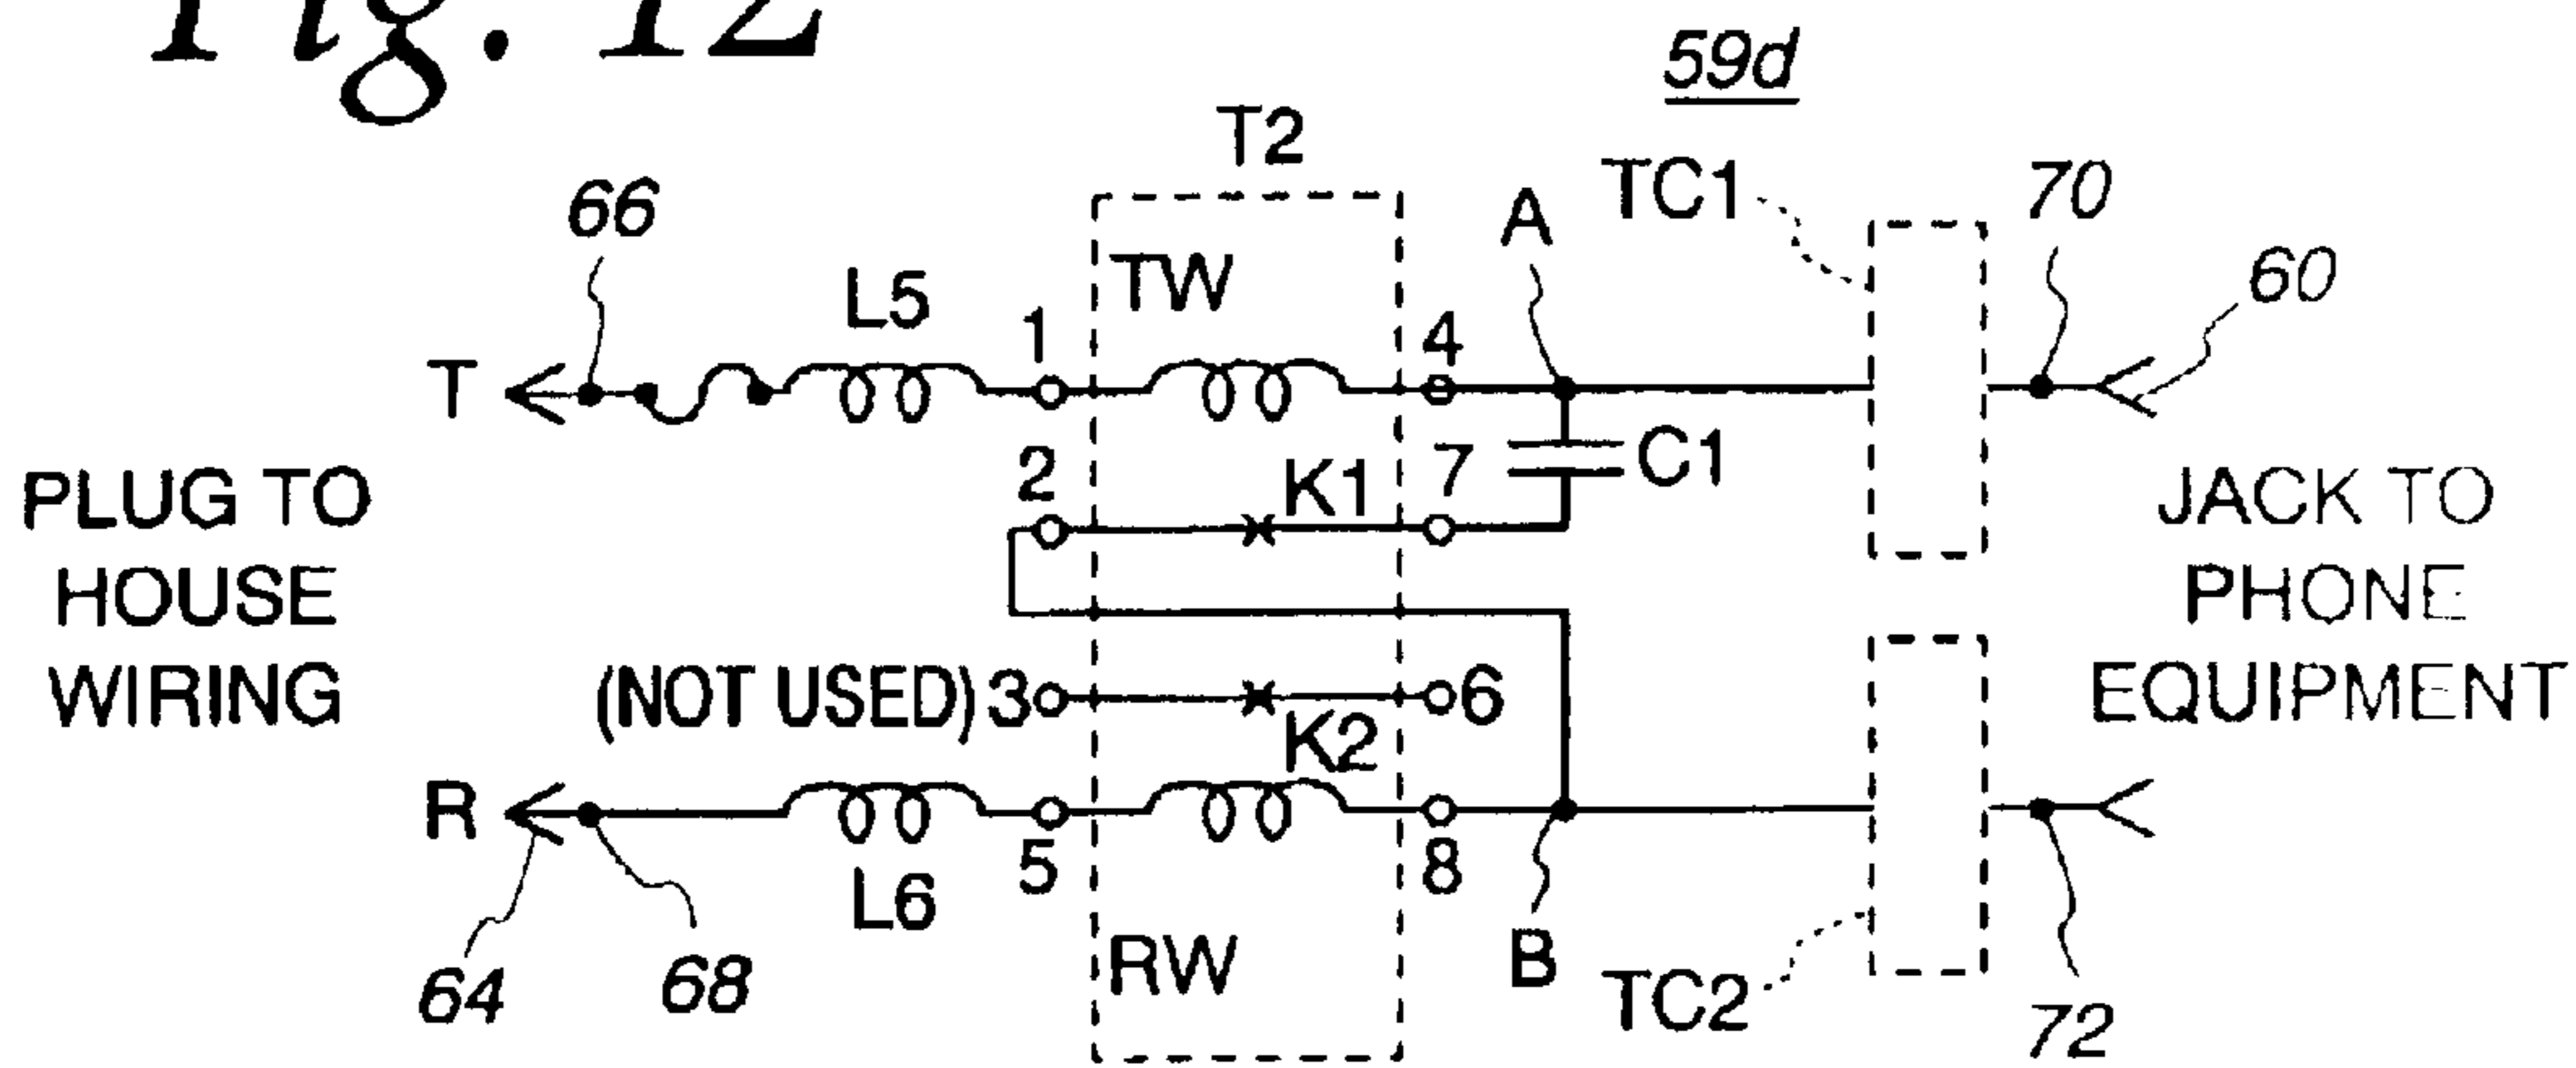 Fig. 12
59d
T2
TC1
70
60
66
L5
1
TW
4
A
T
2
K1
7
C1
PLUG TO
HOUSE
WIRING
JACK TO
PHONE
EQUIPMENT
(NOT USED) 3
6
K2
R
5
8
L6
64
68
RW
B
TC2
72